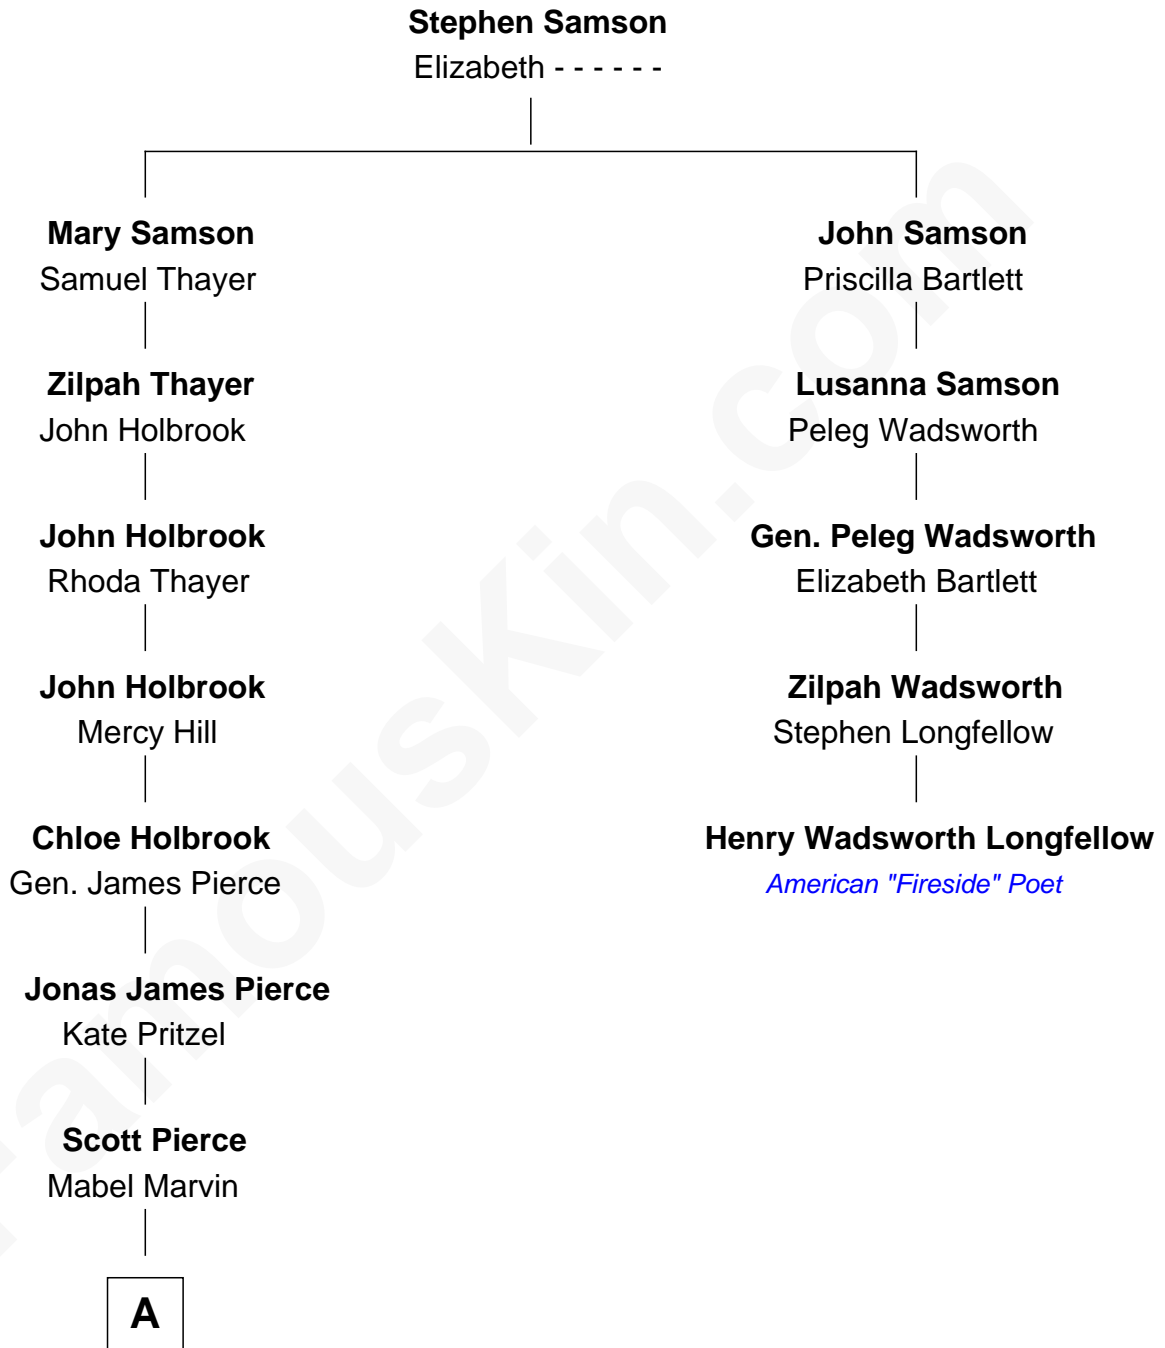 Stephen Samson
Elizabeth - - - - - -
Mary Samson
Samuel Thayer
John Samson
Priscilla Bartlett
Zilpah Thayer
John Holbrook
Lusanna Samson
Peleg Wadsworth
John Holbrook
Rhoda Thayer
Gen. Peleg Wadsworth
Elizabeth Bartlett
John Holbrook
Mercy Hill
Zilpah Wadsworth
Stephen Longfellow
Chloe Holbrook
Gen. James Pierce
Henry Wadsworth Longfellow
American "Fireside" Poet
Jonas James Pierce
Kate Pritzel
Scott Pierce
Mabel Marvin
A
FamousKin.com